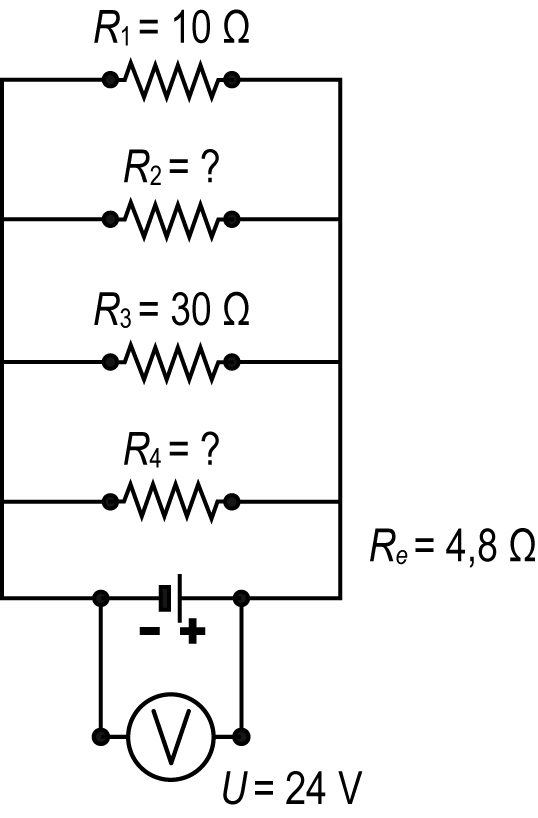 R1 = 10 Ω
R2 = ?
R3 = 30 Ω
R4 = ?
Re = 4,8 Ω
- +
V
U = 24 V